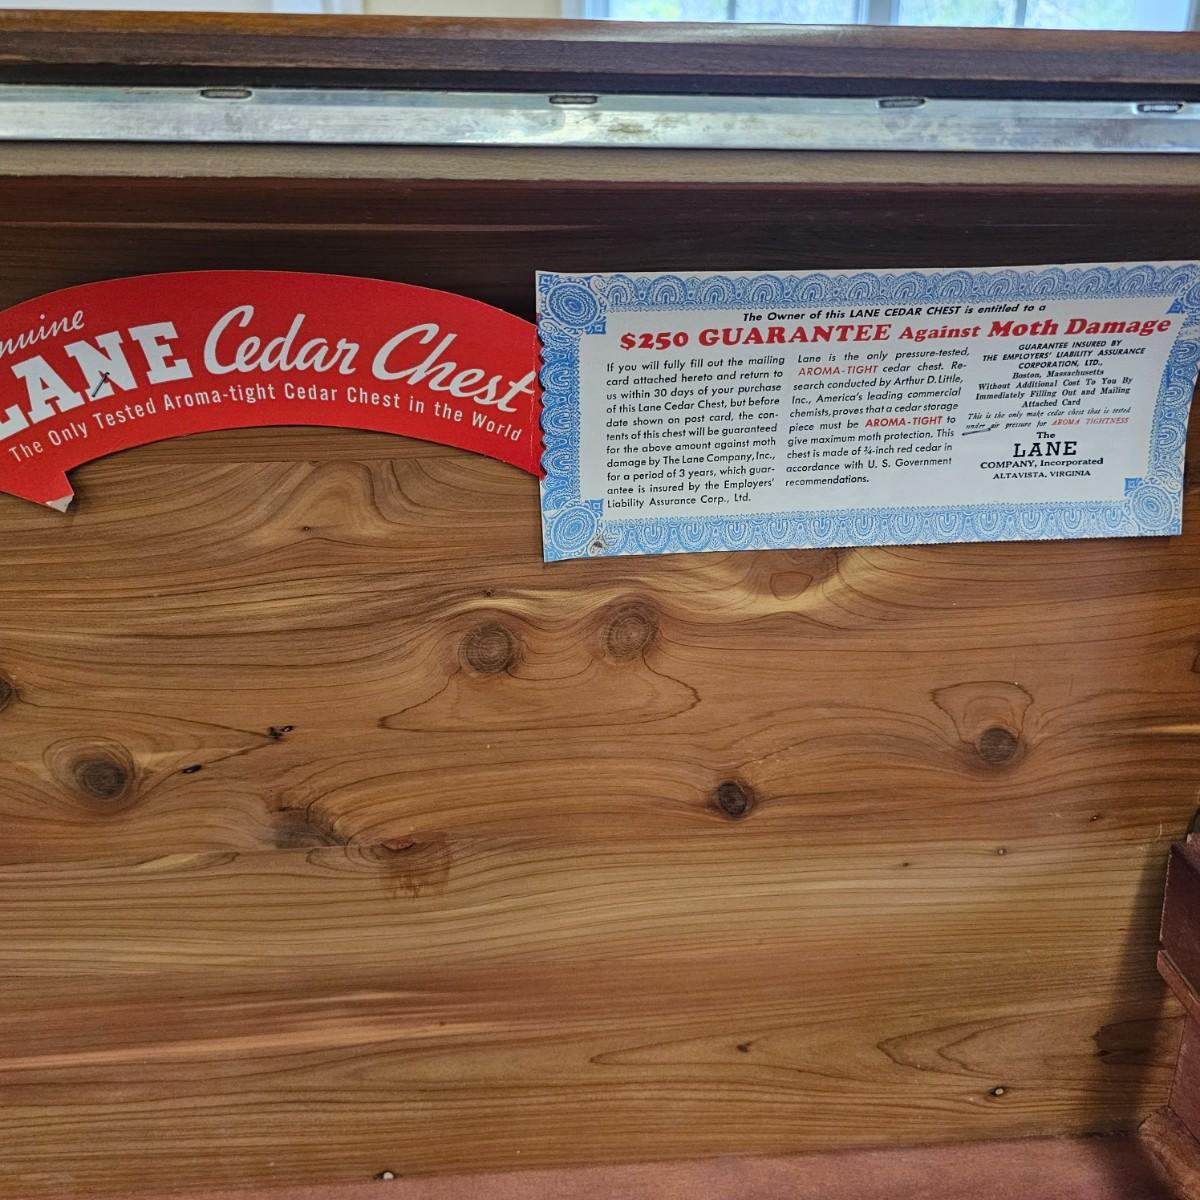 LANE Cedar Chest
The Only Tested Aroma-tight Cedar Chest in the World
The Owner of this LANE CEDAR CHEST is entitled to a
$250 GUARANTEE Against Moth Damage
If you will fully fill out the mailing
card attached hereto and return to
us within 30 days of your purchase
of this Lane Cedar Chest, but before
date shown on post card, the con-
tents of this chest will be guaranteed
for the above amount against moth
damage by The Lane Company, Inc.,
for a period of 3 years, which guar-
antee is insured by the Employers'
Liability Assurance Corp., Ltd.
Lane is the only pressure-tested,
AROMA-TIGHT cedar chest. Re-
search conducted by Arthur D. Little,
Inc., America's leading commercial
chemists, proves that a cedar storage
piece must be AROMA-TIGHT to
give maximum moth protection. This
chest is made of ¾-inch red cedar in
accordance with U. S. Government
recommendations.
GUARANTEE INSURED BY
THE EMPLOYERS' LIABILITY ASSURANCE
CORPORATION, LTD.,
Boston, Massachusetts
Without Additional Cost To You By
Immediately Filling Out and Mailing
Attached Card
This is the only make cedar chest that is tested
under air pressure for AROMA TIGHTNESS
The
LANE
COMPANY, Incorporated
ALTAVISTA, VIRGINIA